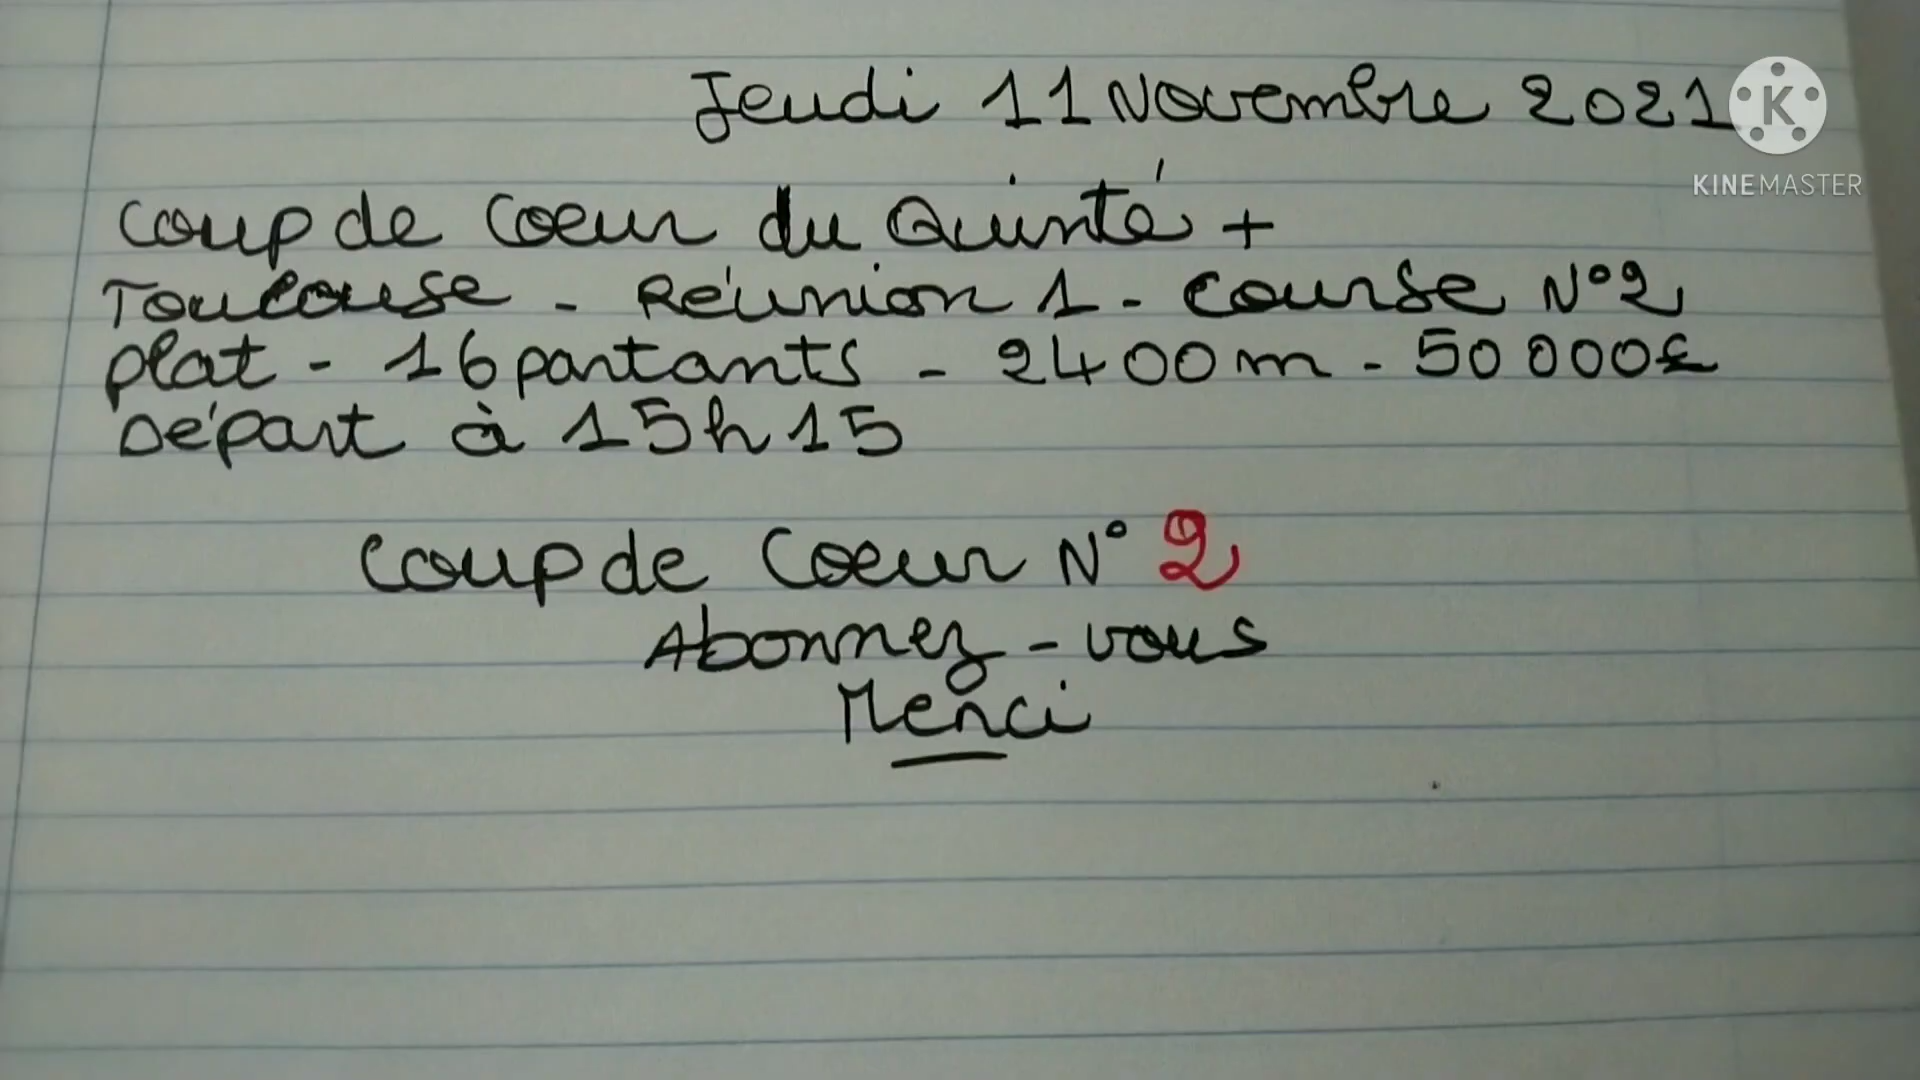 Jeudi 11 Novembre 2021
K
KINEMASTER
Coup de Coeur du Quinté +
Toulouse - Réunion 1 - Course N°2
plat - 16 partants - 2400m - 50 000£
Départ à 15h15
Coup de Coeur N° 2
Abonnez-vous
Merci